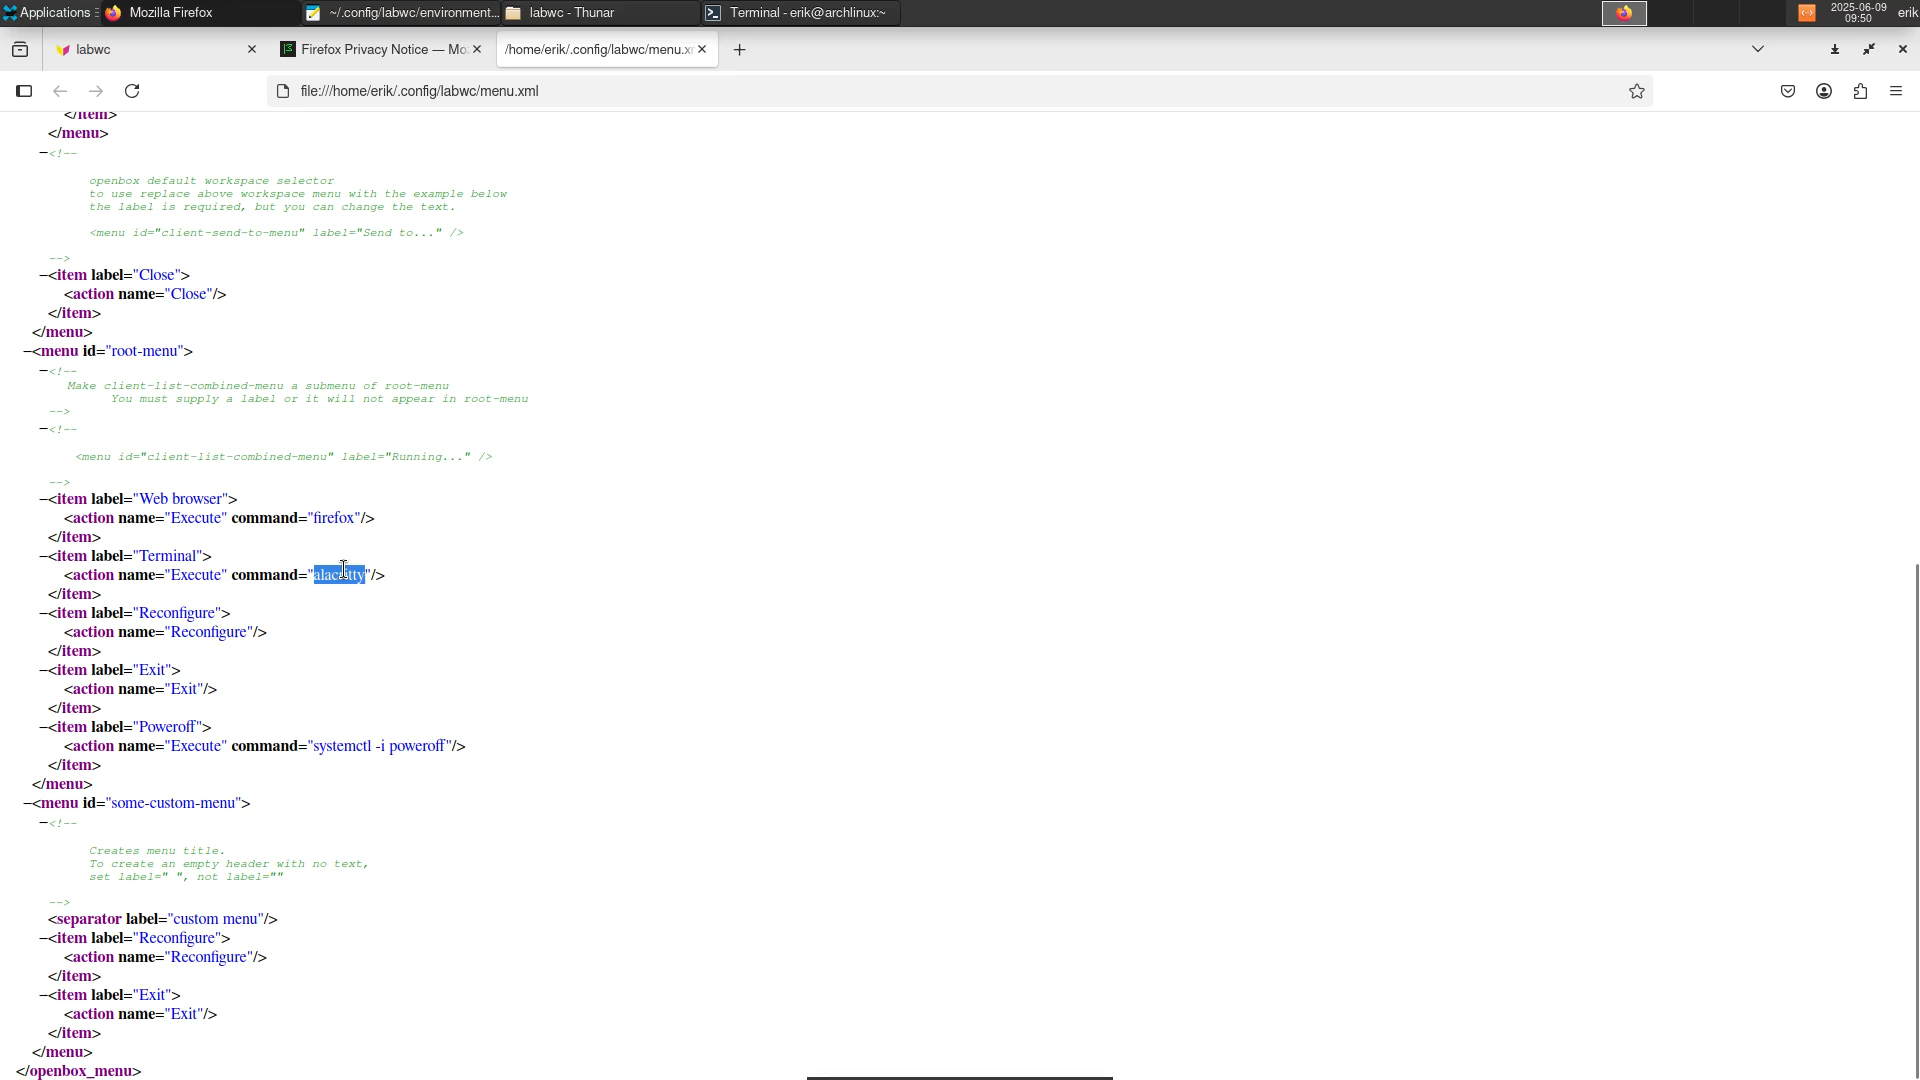 Applications
Mozilla Firefox
~/.config/labwc/environment...
labwc - Thunar
Terminal - erik@archlinux:~
2025-06-09
09:50
erik
labwc
Firefox Privacy Notice — Mo
/home/erik/.config/labwc/menu.x
file:///home/erik/.config/labwc/menu.xml
</item>
</menu>
−<!--
openbox default workspace selector
to use replace above workspace menu with the example below
the label is required, but you can change the text.
<menu id="client-send-to-menu" label="Send to..." />
-->
−<item label="Close">
<action name="Close"/>
</item>
</menu>
−<menu id="root-menu">
−<!--
Make client-list-combined-menu a submenu of root-menu
You must supply a label or it will not appear in root-menu
-->
−<!--
<menu id="client-list-combined-menu" label="Running..." />
-->
−<item label="Web browser">
<action name="Execute" command="firefox"/>
</item>
−<item label="Terminal">
<action name="Execute" command="alacritty"/>
</item>
−<item label="Reconfigure">
<action name="Reconfigure"/>
</item>
−<item label="Exit">
<action name="Exit"/>
</item>
−<item label="Poweroff">
<action name="Execute" command="systemctl -i poweroff"/>
</item>
</menu>
−<menu id="some-custom-menu">
−<!--
Creates menu title.
To create an empty header with no text,
set label=" ", not label=""
-->
<separator label="custom menu"/>
−<item label="Reconfigure">
<action name="Reconfigure"/>
</item>
−<item label="Exit">
<action name="Exit"/>
</item>
</menu>
</openbox_menu>